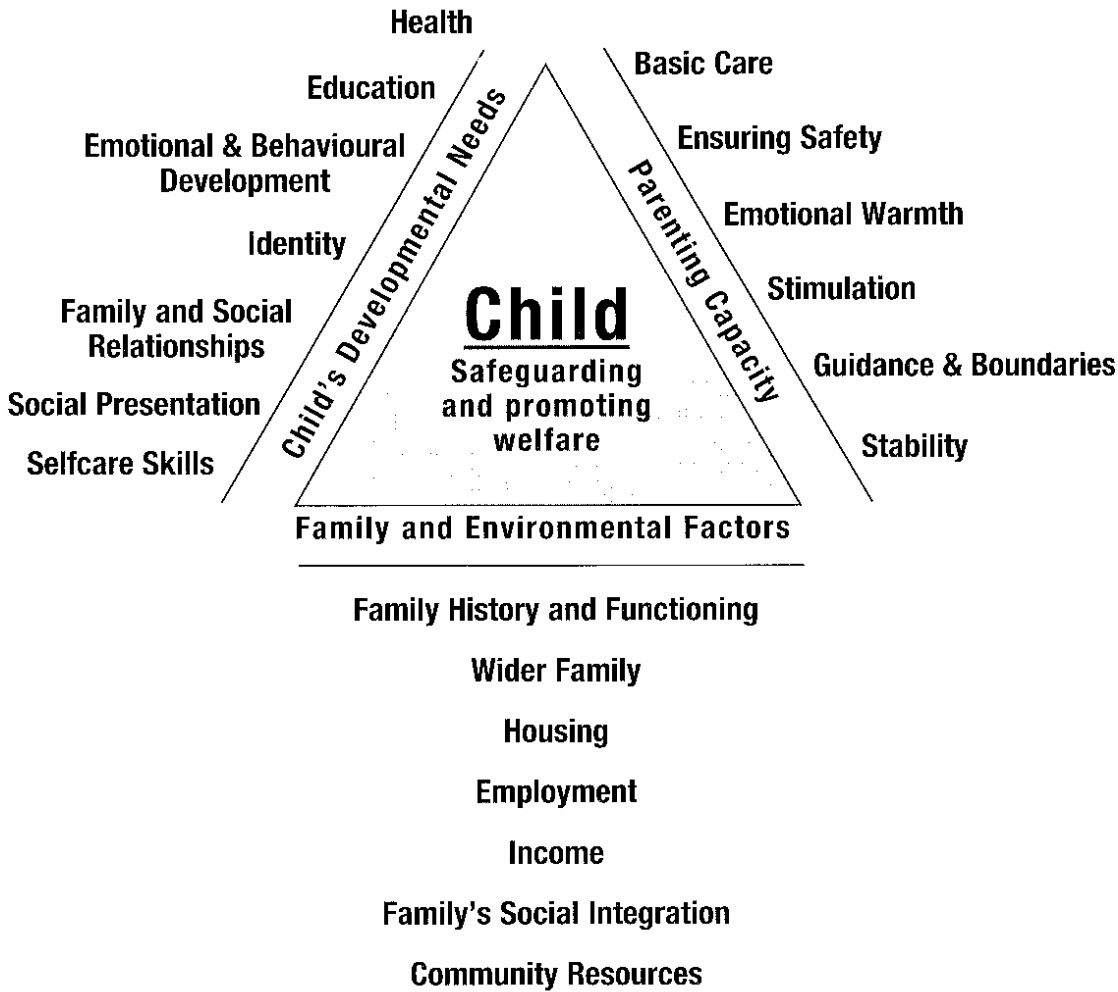 Health
Education
Emotional & Behavioural
Development
Identity
Family and Social
Relationships
Social Presentation
Selfcare Skills
Child's Developmental Needs
Child
Safeguarding
and promoting
welfare
Parenting Capacity
Basic Care
Ensuring Safety
Emotional Warmth
Stimulation
Guidance & Boundaries
Stability
Family and Environmental Factors
Family History and Functioning
Wider Family
Housing
Employment
Income
Family's Social Integration
Community Resources